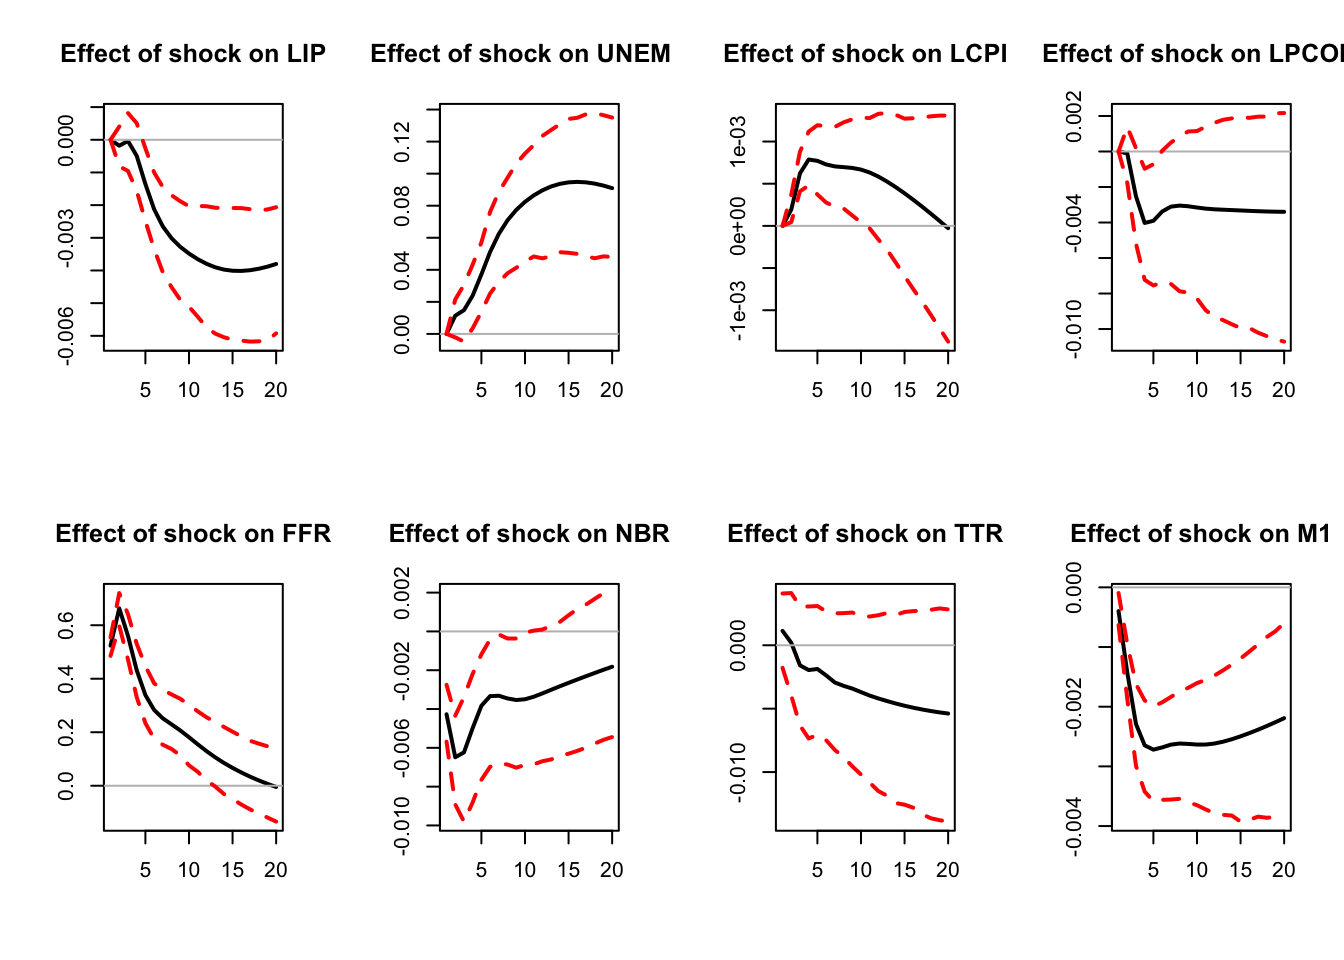 Effect of shock on LIP
0.000
-0.003
-0.006
5 10 15 20
Effect of shock on UNEM
0.12
0.08
0.04
0.00
5 10 15 20
Effect of shock on LCPI
1e-03
0e+00
-1e-03
5 10 15 20
Effect of shock on LPCO
0.002
-0.004
-0.010
5 10 15 20
Effect of shock on FFR
0.6
0.4
0.2
0.0
5 10 15 20
Effect of shock on NBR
0.002
-0.002
-0.006
-0.010
5 10 15 20
Effect of shock on TTR
0.000
-0.010
5 10 15 20
Effect of shock on M1
0.000
-0.002
-0.004
5 10 15 20